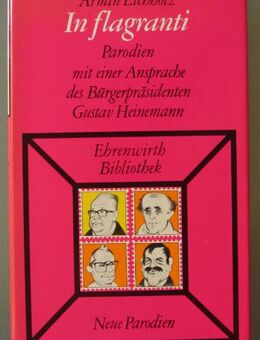 Armin Eichholz
In flagranti
Parodien
mit einer Ansprache
des Bürgerpräsidenten
Gustav Heinemann
Ehrenwirth
Bibliothek
Neue Parodien